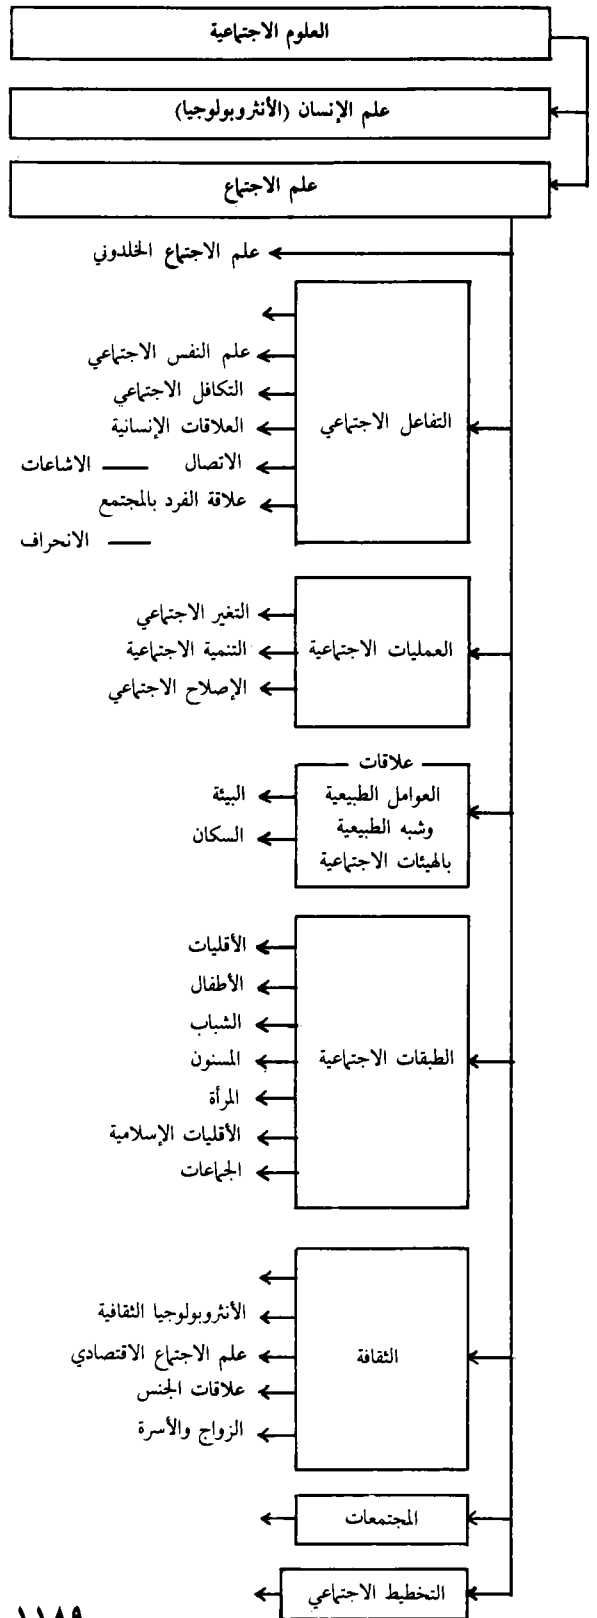 العلوم الاجتماعية
علم الإنسان (الأنثروبولوجيا)
علم الاجتماع
علم الاجتماع الخلدوني
التفاعل الاجتماعي
علم النفس الاجتماعي
التكافل الاجتماعي
العلاقات الإنسانية
الاتصال — الاشاعات
علاقة الفرد بالمجتمع
— الانحراف
العمليات الاجتماعية
التغير الاجتماعي
التنمية الاجتماعية
الإصلاح الاجتماعي
علاقات
العوامل الطبيعية
وشبه الطبيعية
بالهيئات الاجتماعية
البيئة
السكان
الطبقات الاجتماعية
الأقليات
الأطفال
الشباب
المسنون
المرأة
الأقليات الإسلامية
الجماعات
الثقافة
الأنثروبولوجيا الثقافية
علم الاجتماع الاقتصادي
علاقات الجنس
الزواج والأسرة
المجتمعات
التخطيط الاجتماعي
١١٨٩